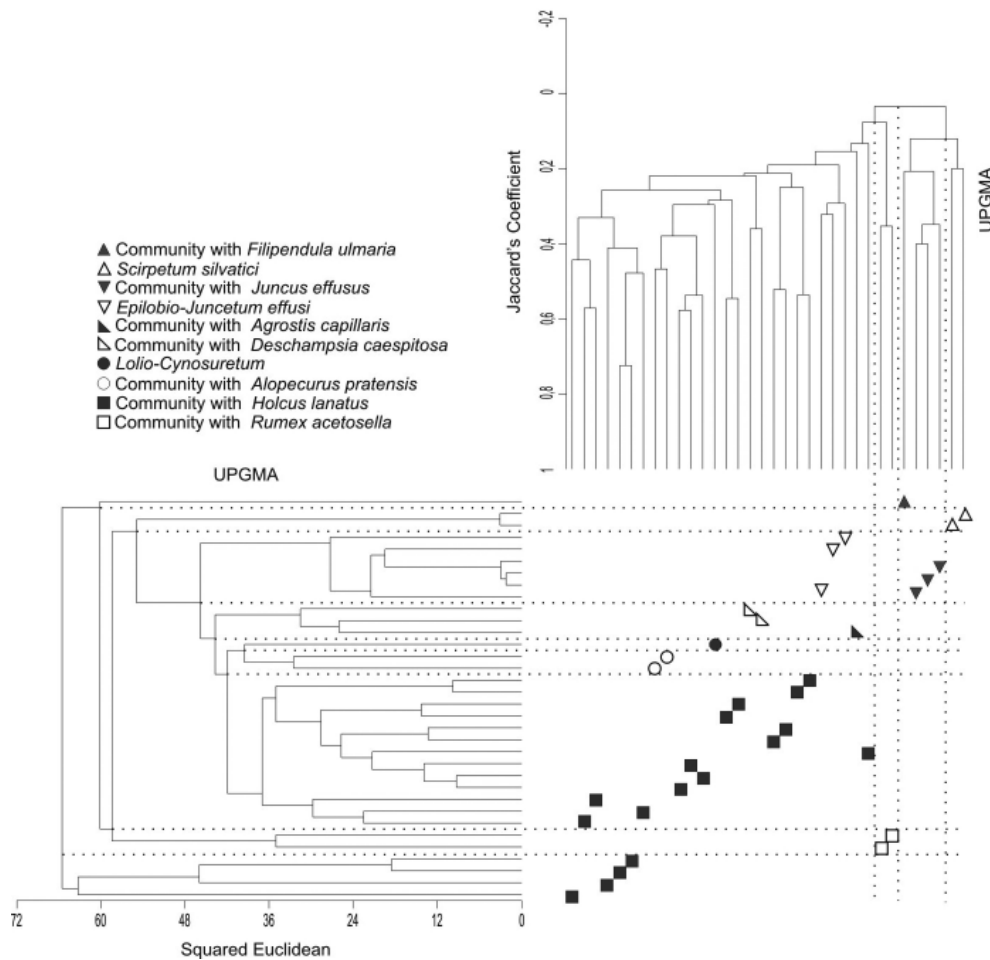 -0.2
0
0.2
0.4
0.6
0.8
1
Jaccard's Coefficient
UPGMA
Community with Filipendula ulmaria
Scirpetum silvatici
Community with Juncus effusus
Epilobio-Juncetum effusi
Community with Agrostis capillaris
Community with Deschampsia caespitosa
Lolio-Cynosuretum
Community with Alopecurus pratensis
Community with Holcus lanatus
Community with Rumex acetosella
UPGMA
72 60 48 36 24 12 0
Squared Euclidean